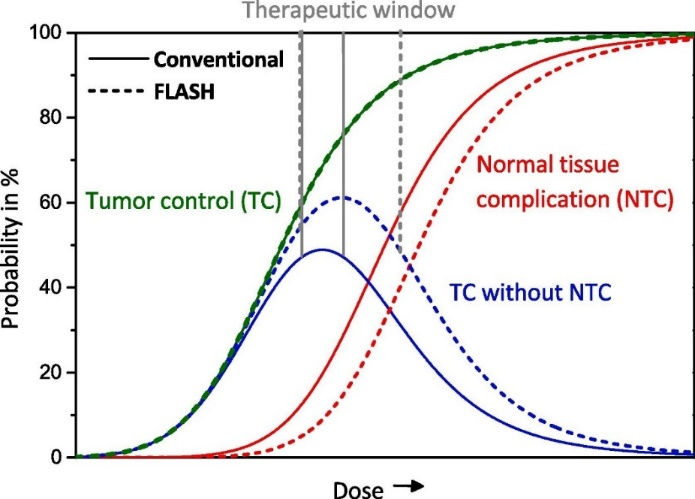 Therapeutic window
100
80
60
40
20
0
Probability in %
Conventional
FLASH
Tumor control (TC)
Normal tissue
complication (NTC)
TC without NTC
Dose →